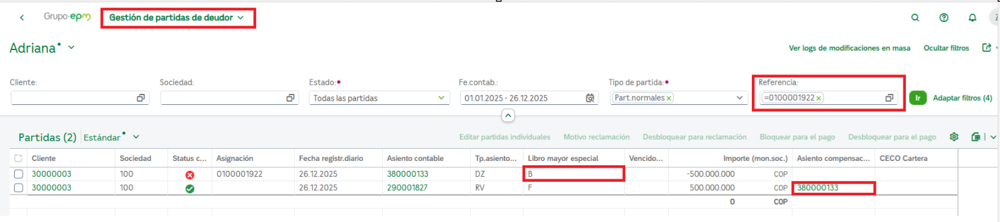 Grupo·epm Gestión de partidas de deudor
Adriana*
Ver logs de modificaciones en masa Ocultar filtros
Cliente: Sociedad: Estado: Fe.contab.: Tipo de partida: Referencia:
Todas las partidas 01.01.2025 - 26.12.2025 Part.normales =0100001922 Ir Adaptar filtros (4)
Partidas (2) Estándar* Editar partidas individuales Motivo reclamación Desbloquear para reclamación Bloquear para el pago Desbloquear para el pago
Cliente Sociedad Status c... Asignación Fecha registr.diario Asiento contable Tp.asiento... Libro mayor especial Vencido... Importe (mon.soc.) Asiento compensac... CECO Cartera
30000003 100 0100001922 26.12.2025 380000133 DZ B -500.000.000 COP
30000003 100 26.12.2025 290001827 RV F 500.000.000 COP 380000133
0 COP